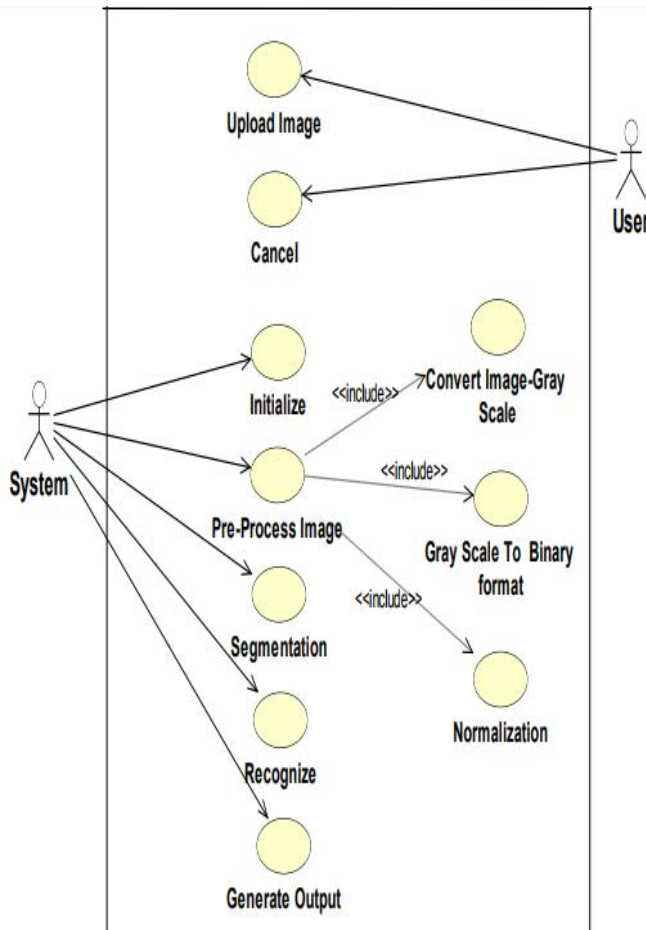 Upload Image
User
Cancel
Initialize
<<include>>
Convert Image-Gray
Scale
System
<<include>>
Pre-Process Image
Gray Scale To Binary
format
<<include>>
Segmentation
Normalization
Recognize
Generate Output